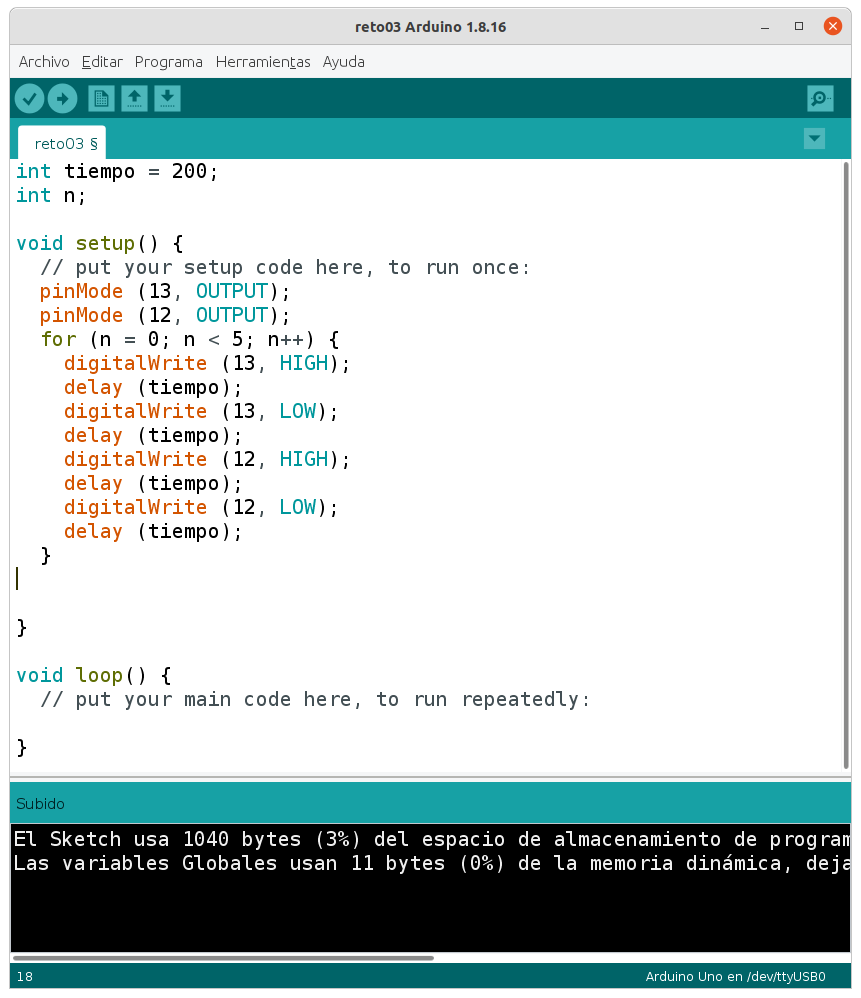 reto03 Arduino 1.8.16
Archivo Editar Programa Herramientas Ayuda
reto03 §
int tiempo = 200;
int n;
void setup() {
  // put your setup code here, to run once:
  pinMode (13, OUTPUT);
  pinMode (12, OUTPUT);
  for (n = 0; n < 5; n++) {
    digitalWrite (13, HIGH);
    delay (tiempo);
    digitalWrite (13, LOW);
    delay (tiempo);
    digitalWrite (12, HIGH);
    delay (tiempo);
    digitalWrite (12, LOW);
    delay (tiempo);
  }
}
void loop() {
  // put your main code here, to run repeatedly:
}
Subido
El Sketch usa 1040 bytes (3%) del espacio de almacenamiento de program
Las variables Globales usan 11 bytes (0%) de la memoria dinámica, deja
18 Arduino Uno en /dev/ttyUSB0